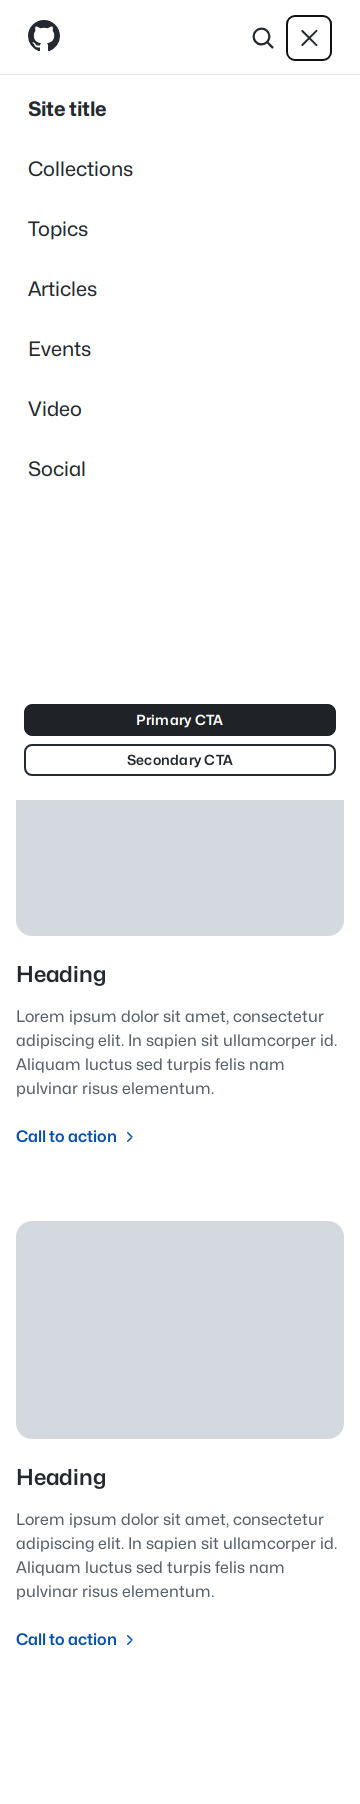 Site title
Collections
Topics
Articles
Events
Video
Social
Primary CTA
Secondary CTA
Heading
Lorem ipsum dolor sit amet, consectetur
adipiscing elit. In sapien sit ullamcorper id.
Aliquam luctus sed turpis felis nam
pulvinar risus elementum.
Call to action
Heading
Lorem ipsum dolor sit amet, consectetur
adipiscing elit. In sapien sit ullamcorper id.
Aliquam luctus sed turpis felis nam
pulvinar risus elementum.
Call to action